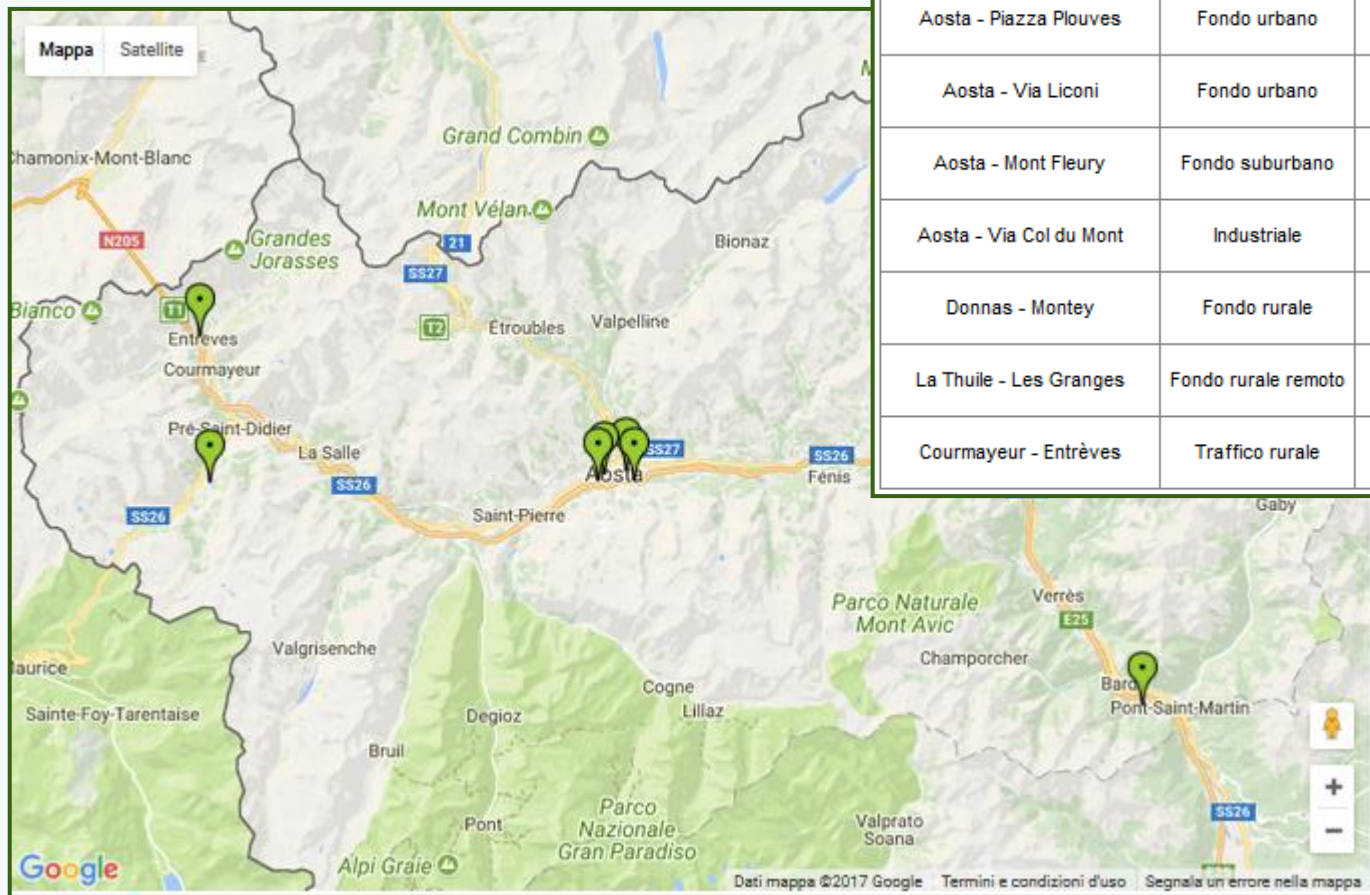 Mappa Satellite
Aosta - Piazza Plouves Fondo urbano
Aosta - Via Liconi Fondo urbano
Aosta - Mont Fleury Fondo suburbano
Aosta - Via Col du Mont Industriale
Donnas - Montey Fondo rurale
La Thuile - Les Granges Fondo rurale remoto
Courmayeur - Entrèves Traffico rurale
Grand Combin
hamonix-Mont-Blanc
Mont Vélan
N205
Grandes
Jorasses
21
Bionaz
SS27
Bianco
T1
T2
Étroubles
Valpelline
Entrèves
Courmayeur
Pré-Saint-Didier
La Salle
SS27
Aosta
SS26
Fénis
SS26
SS26
Saint-Pierre
Gaby
Parco Naturale
Mont Avic
Verrès
E25
Valgrisenche
Champorcher
aurice
Cogne
Bard
Sainte-Foy-Tarentaise
Degioz
Lillaz
Pont-Saint-Martin
Bruil
Parco
Nazionale
Gran Paradiso
Pont
Valprato
Soana
SS26
+
−
Alpi Graie
Google
Dati mappa ©2017 Google Termini e condizioni d'uso Segnala un errore nella mappa